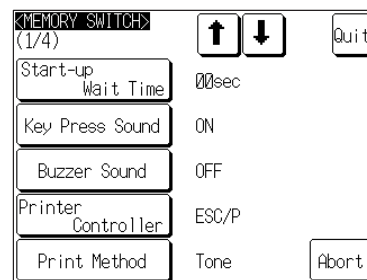 <MEMORY SWITCH>
(1/4)
Quit
Start-up
Wait Time
00sec
Key Press Sound
ON
Buzzer Sound
OFF
Printer
Controller
ESC/P
Print Method
Tone
Abort